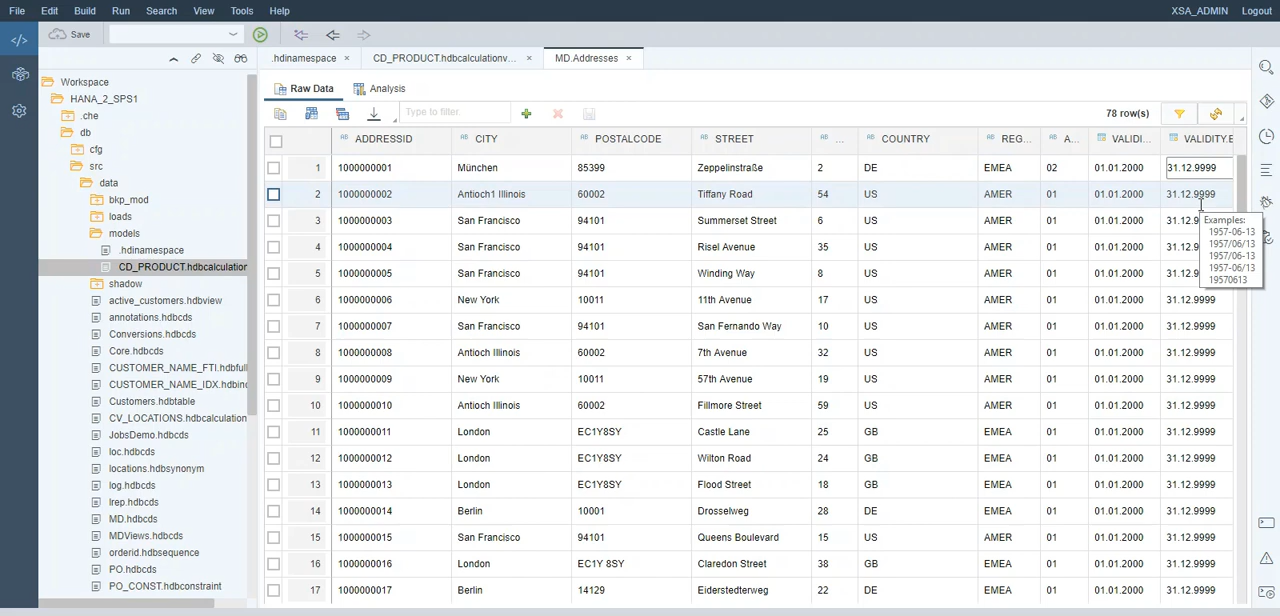 File Edit Build Run Search View Tools Help XSA_ADMIN Logout
Save
.hdinamespace × CD_PRODUCT.hdbcalculationv... × MD.Addresses ×
Workspace
HANA_2_SPS1
.che
db
cfg
src
data
bkp_mod
loads
models
.hdinamespace
CD_PRODUCT.hdbcalculation
shadow
active_customers.hdbview
annotations.hdbcds
Conversions.hdbcds
Core.hdbcds
CUSTOMER_NAME_FTI.hdbful
CUSTOMER_NAME_IDX.hdbin
Customers.hdbtable
CV_LOCATIONS.hdbcalculation
JobsDemo.hdbcds
loc.hdbcds
locations.hdbsynonym
log.hdbcds
lrep.hdbcds
MD.hdbcds
MDViews.hdbcds
orderid.hdbsequence
PO.hdbcds
PO_CONST.hdbconstraint
Raw Data Analysis
Type to filter 78 row(s)
ADDRESSID CITY POSTALCODE STREET ... COUNTRY REG... A... VALIDI... VALIDITY.E
1 1000000001 München 85399 Zeppelinstraße 2 DE EMEA 02 01.01.2000 31.12.9999
2 1000000002 Antioch1 Illinois 60002 Tiffany Road 54 US AMER 01 01.01.2000 31.12.9999
3 1000000003 San Francisco 94101 Summerset Street 6 US AMER 01 01.01.2000 31.12.9
4 1000000004 San Francisco 94101 Risel Avenue 35 US AMER 01 01.01.2000 31.12.9
5 1000000005 San Francisco 94101 Winding Way 8 US AMER 01 01.01.2000 31.12.9
6 1000000006 New York 10011 11th Avenue 17 US AMER 01 01.01.2000 31.12.9999
7 1000000007 San Francisco 94101 San Fernando Way 10 US AMER 01 01.01.2000 31.12.9999
8 1000000008 Antioch Illinois 60002 7th Avenue 32 US AMER 01 01.01.2000 31.12.9999
9 1000000009 New York 10011 57th Avenue 19 US AMER 01 01.01.2000 31.12.9999
10 1000000010 Antioch Illinois 60002 Fillmore Street 59 US AMER 01 01.01.2000 31.12.9999
11 1000000011 London EC1Y8SY Castle Lane 25 GB EMEA 01 01.01.2000 31.12.9999
12 1000000012 London EC1Y8SY Wilton Road 24 GB EMEA 01 01.01.2000 31.12.9999
13 1000000013 London EC1Y8SY Flood Street 18 GB EMEA 01 01.01.2000 31.12.9999
14 1000000014 Berlin 10001 Drosselweg 28 DE EMEA 01 01.01.2000 31.12.9999
15 1000000015 San Francisco 94101 Queens Boulevard 15 US AMER 01 01.01.2000 31.12.9999
16 1000000016 London EC1Y 8SY Claredon Street 38 GB EMEA 01 01.01.2000 31.12.9999
17 1000000017 Berlin 14129 Eiderstedterweg 22 DE EMEA 01 01.01.2000 31.12.9999
Examples:
1957-06-13
1957/06/13
1957/06-13
1957-06/13
19570613